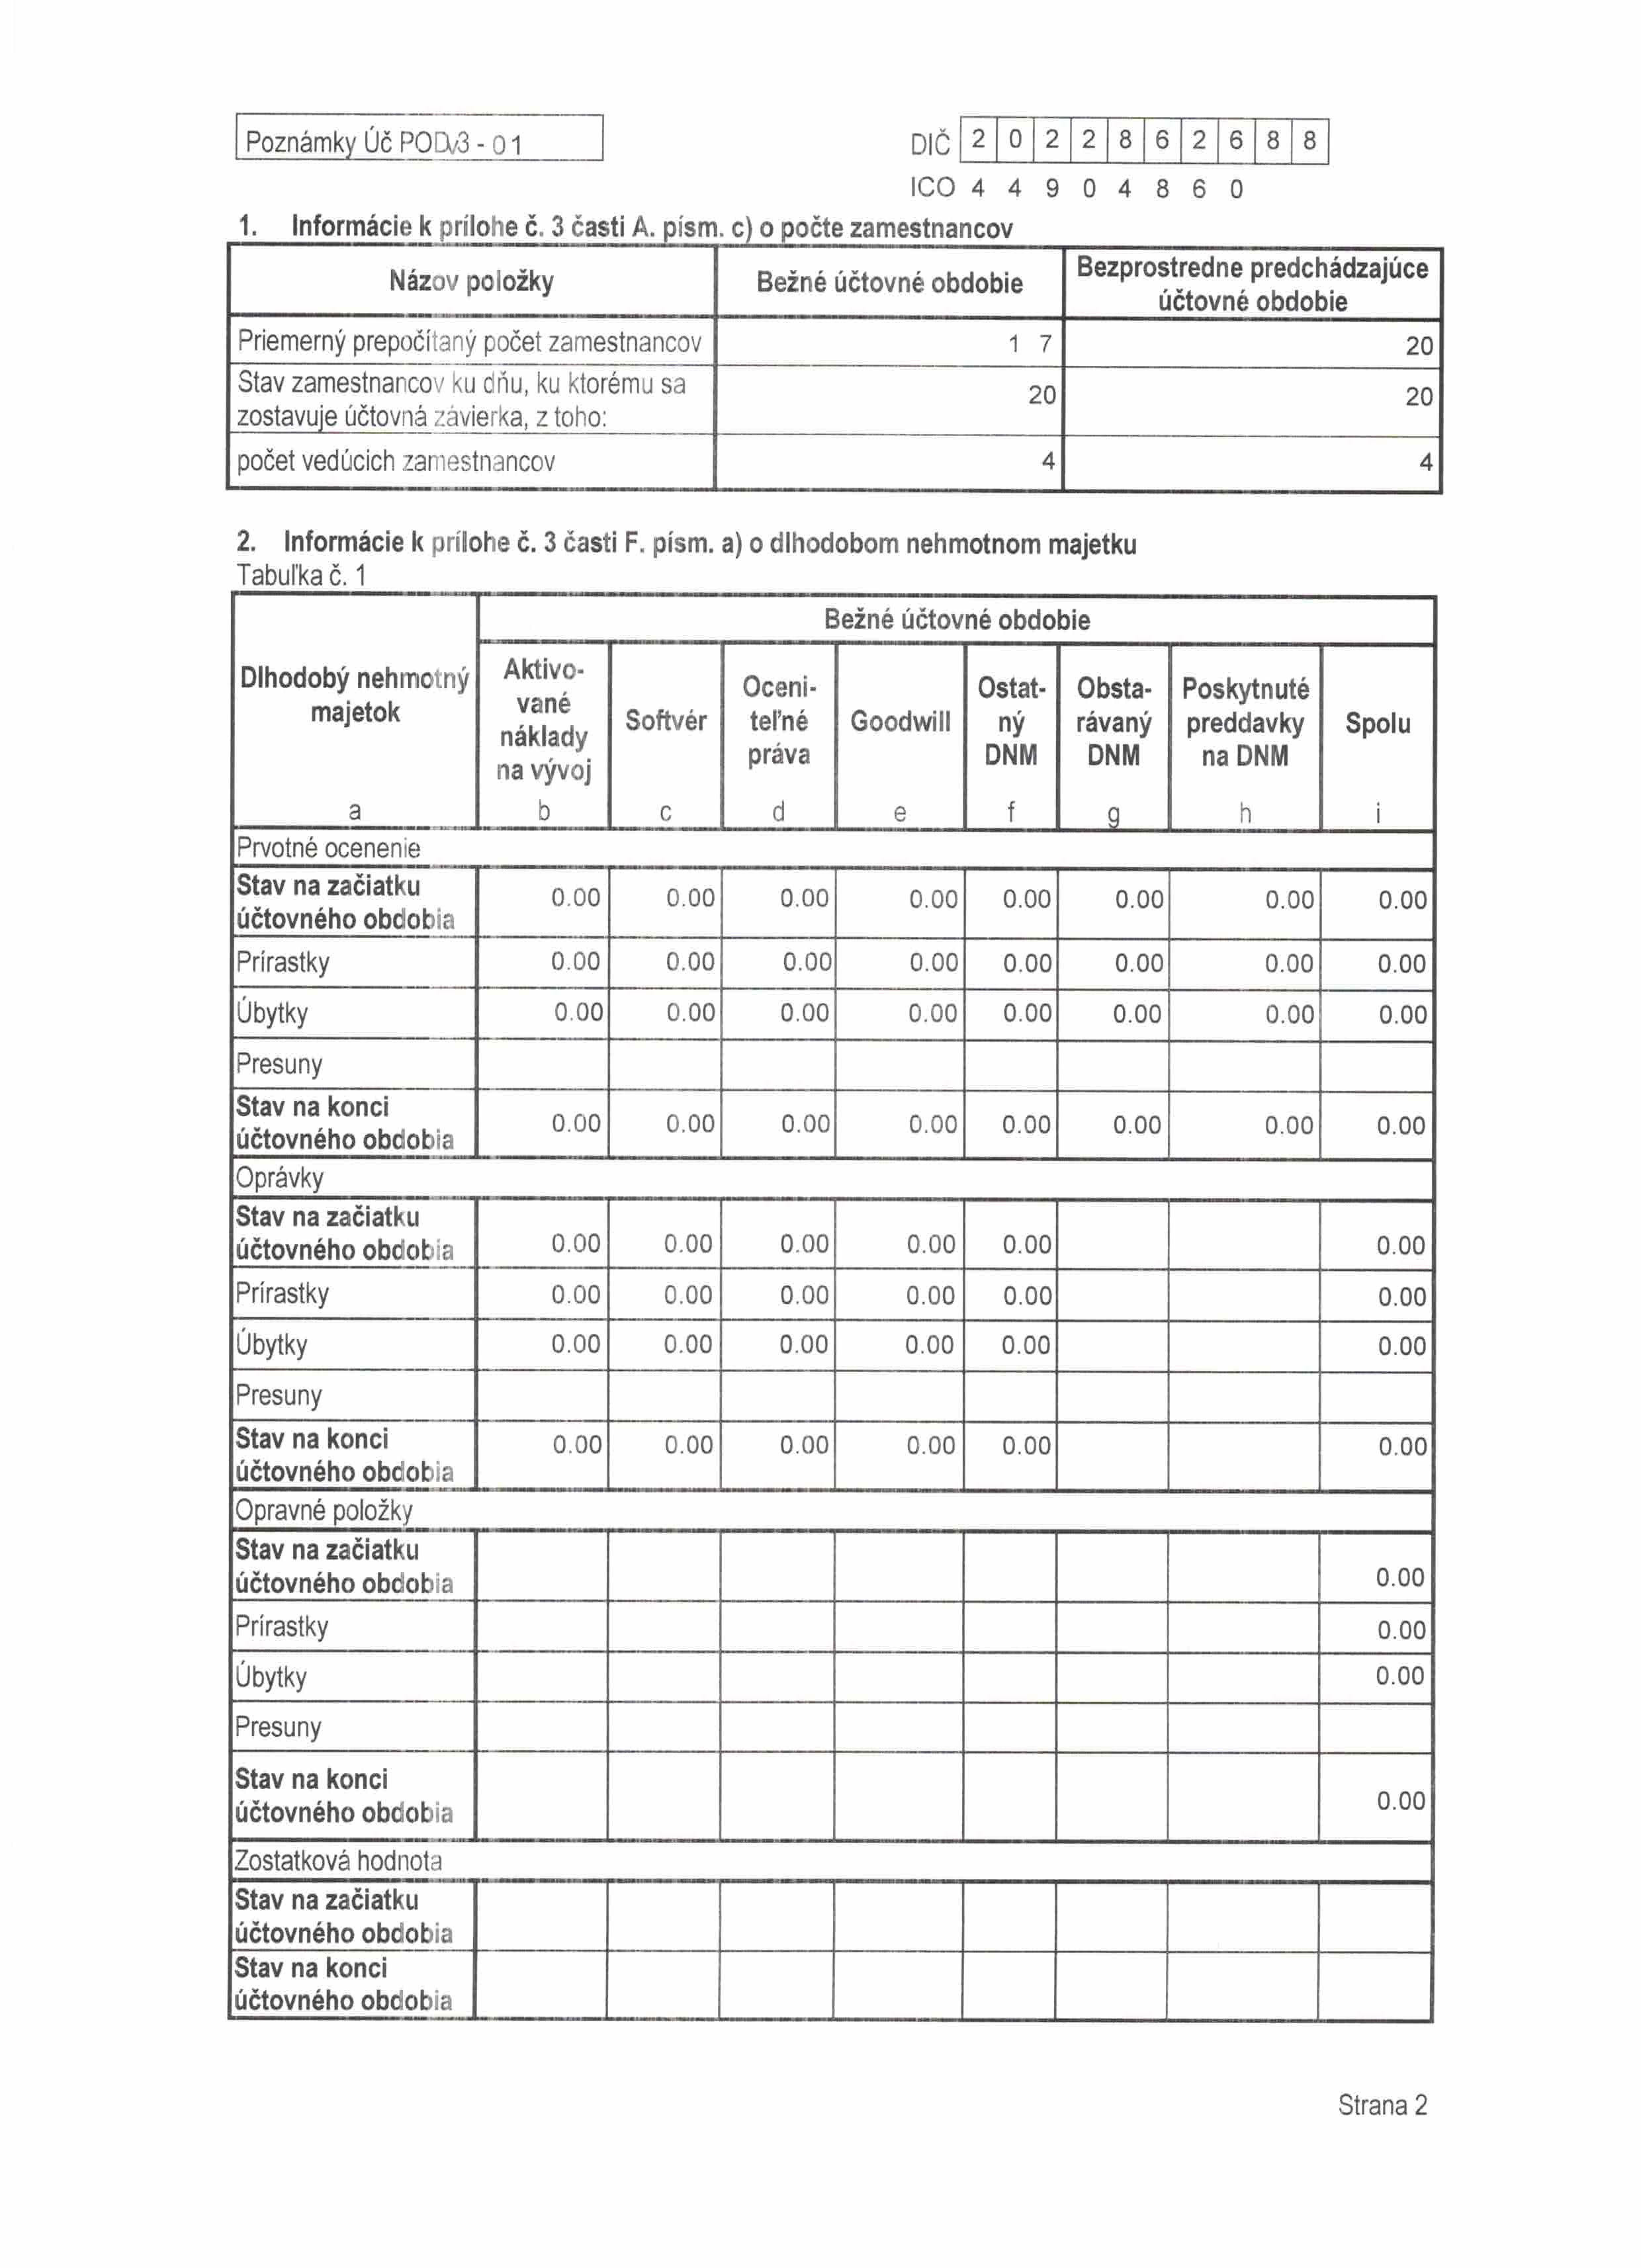 Poznámky Úč PODV3 - 01
DIČ 2 0 2 2 8 6 2 6 8 8
ICO 4 4 9 0 4 8 6 0
1. Informácie k prílohe č. 3 časti A. písm. c) o počte zamestnancov
Názov položky Bežné účtovné obdobie Bezprostredne predchádzajúce účtovné obdobie
Priemerný prepočítaný počet zamestnancov 1 7 20
Stav zamestnancov ku dňu, ku ktorému sa
zostavuje účtovná závierka, z toho: 20 20
počet vedúcich zamestnancov 4 4
2. Informácie k prílohe č. 3 časti F. písm. a) o dlhodobom nehmotnom majetku
Tabuľka č. 1
Dlhodobý nehmotný majetok
Bežné účtovné obdobie
Aktivo-
vané
náklady
na vývoj
Softvér
Oceni-
teľné
práva
Goodwill
Ostat-
ný
DNM
Obsta-
rávaný
DNM
Poskytnuté
preddavky
na DNM
Spolu
a b c d e f g h i
Prvotné ocenenie
Stav na začiatku
účtovného obdobia 0.00 0.00 0.00 0.00 0.00 0.00 0.00 0.00
Prírastky 0.00 0.00 0.00 0.00 0.00 0.00 0.00 0.00
Úbytky 0.00 0.00 0.00 0.00 0.00 0.00 0.00 0.00
Presuny
Stav na konci
účtovného obdobia 0.00 0.00 0.00 0.00 0.00 0.00 0.00 0.00
Oprávky
Stav na začiatku
účtovného obdobia 0.00 0.00 0.00 0.00 0.00 0.00
Prírastky 0.00 0.00 0.00 0.00 0.00 0.00
Úbytky 0.00 0.00 0.00 0.00 0.00 0.00
Presuny
Stav na konci
účtovného obdobia 0.00 0.00 0.00 0.00 0.00 0.00
Opravné položky
Stav na začiatku
účtovného obdobia 0.00
Prírastky 0.00
Úbytky 0.00
Presuny
Stav na konci
účtovného obdobia 0.00
Zostatková hodnota
Stav na začiatku
účtovného obdobia
Stav na konci
účtovného obdobia
Strana 2